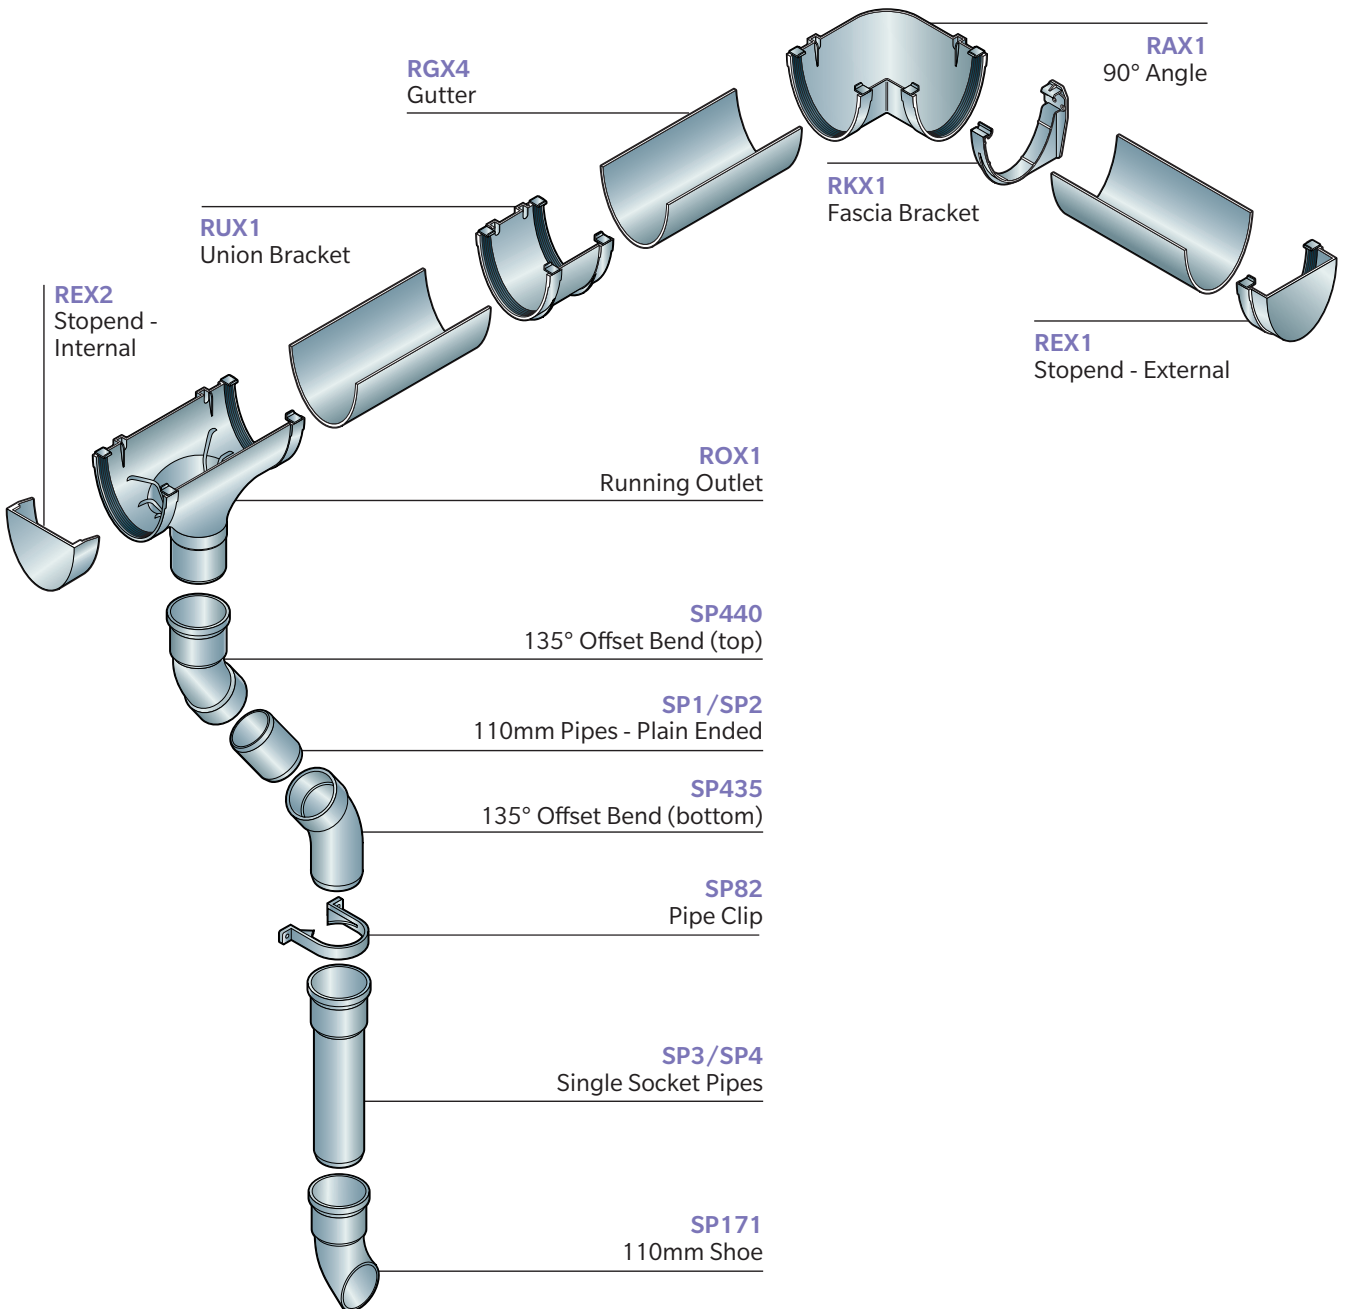 RAX1
90° Angle
RGX4
Gutter
RKX1
Fascia Bracket
RUX1
Union Bracket
REX2
Stopend -
Internal
REX1
Stopend - External
ROX1
Running Outlet
SP440
135° Offset Bend (top)
SP1/SP2
110mm Pipes - Plain Ended
SP435
135° Offset Bend (bottom)
SP82
Pipe Clip
SP3/SP4
Single Socket Pipes
SP171
110mm Shoe